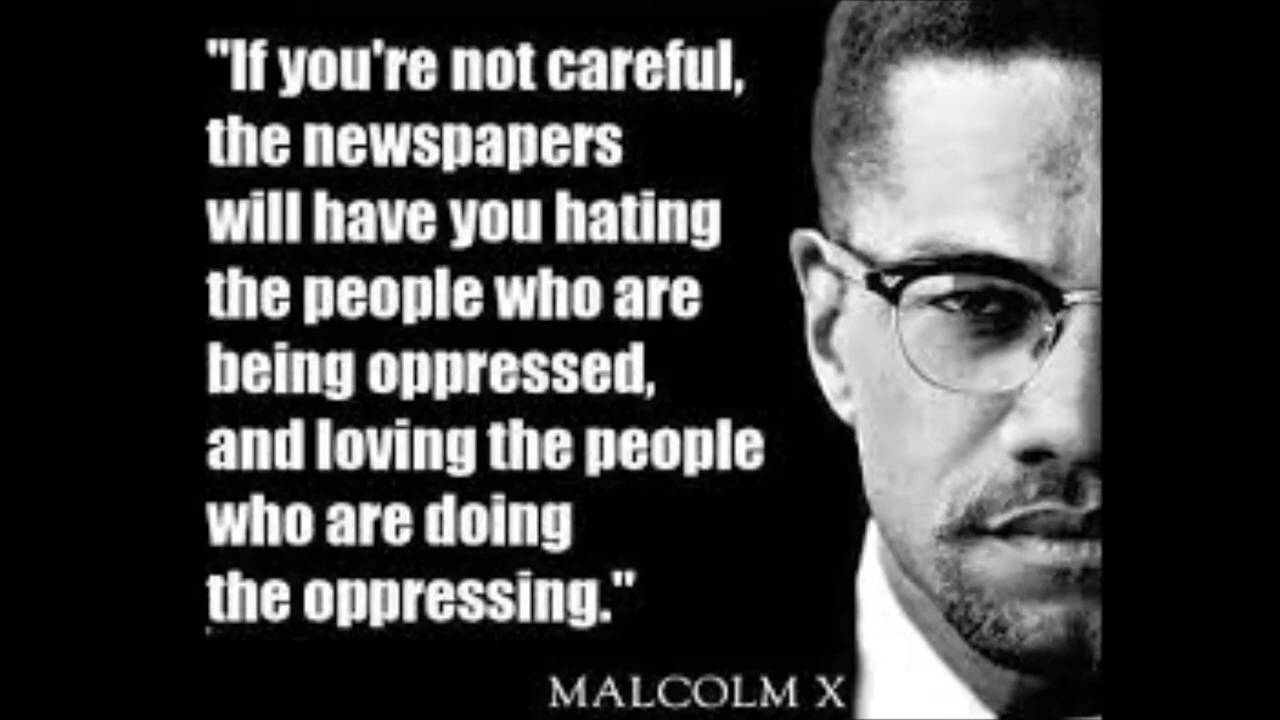 "If you're not careful,
the newspapers
will have you hating
the people who are
being oppressed,
and loving the people
who are doing
the oppressing."
MALCOLM X